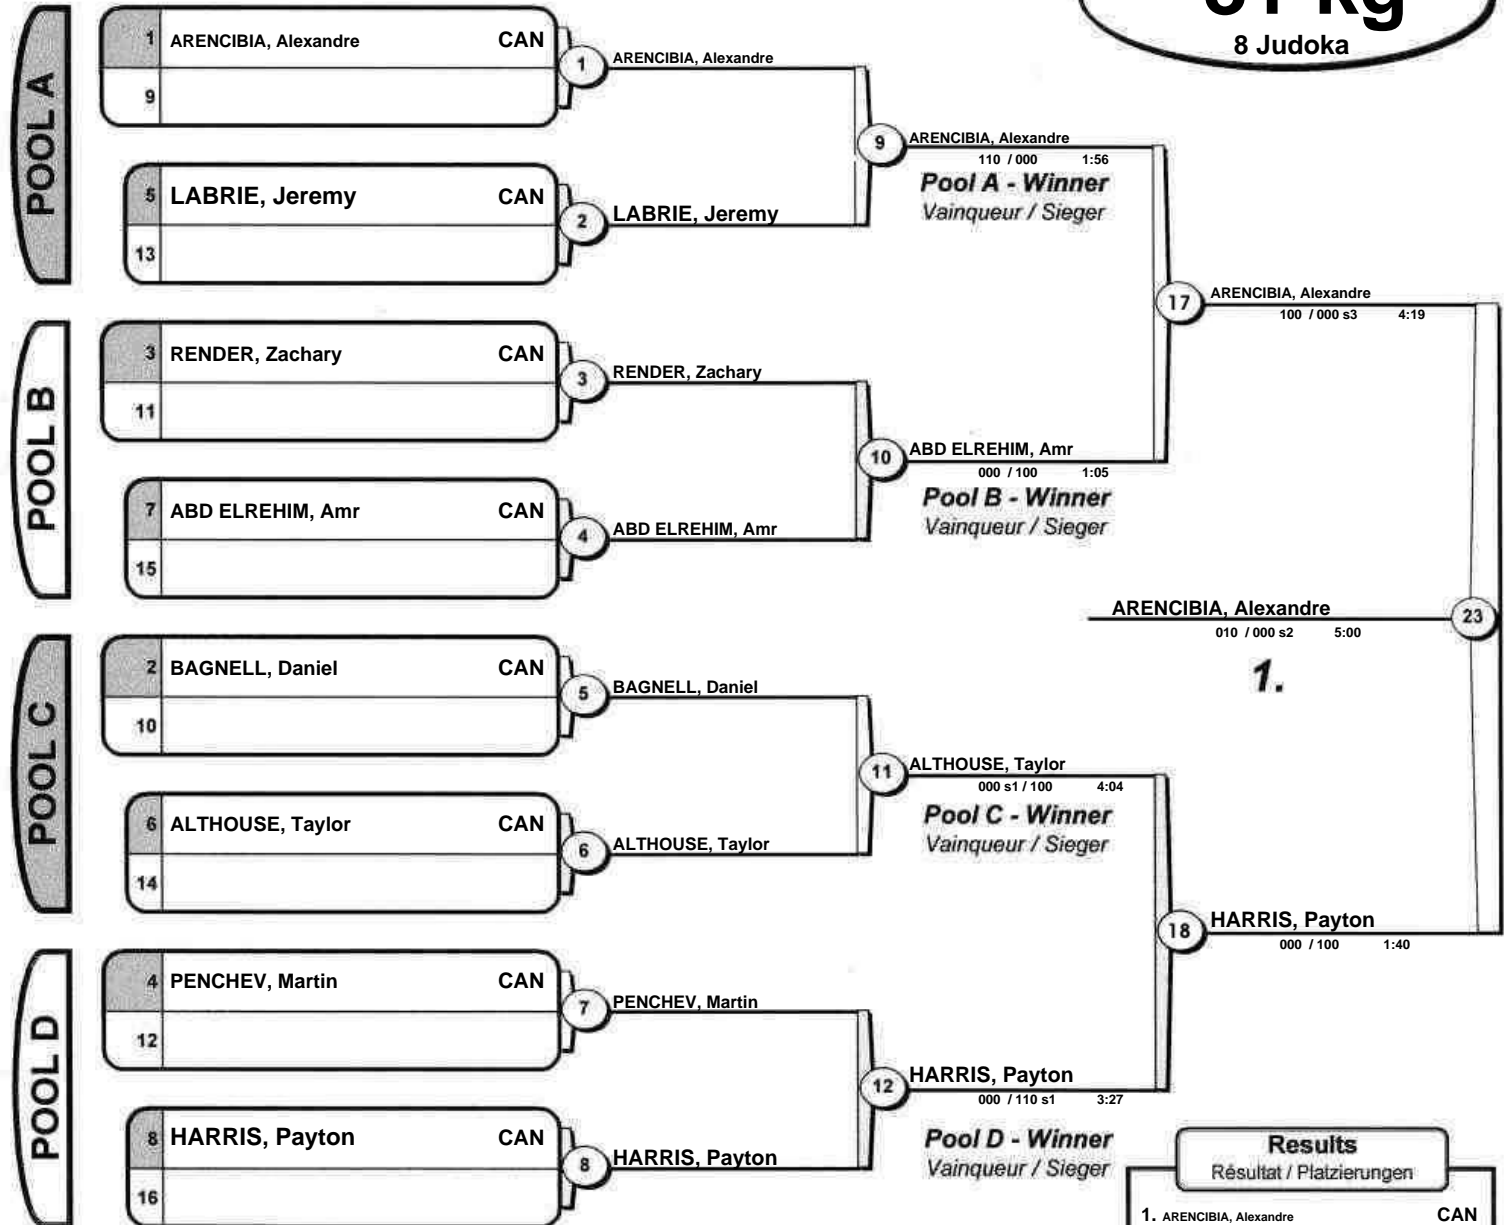 8 Judoka
POOL A
1 ARENCIBIA, Alexandre CAN
9
1 ARENCIBIA, Alexandre
5 LABRIE, Jeremy CAN
13
2 LABRIE, Jeremy
9 ARENCIBIA, Alexandre
110 / 000 1:56
Pool A - Winner
Vainqueur / Sieger
POOL B
3 RENDER, Zachary CAN
11
3 RENDER, Zachary
7 ABD ELREHIM, Amr CAN
15
4 ABD ELREHIM, Amr
10 ABD ELREHIM, Amr
000 / 100 1:05
Pool B - Winner
Vainqueur / Sieger
17 ARENCIBIA, Alexandre
100 / 000 s3 4:19
ARENCIBIA, Alexandre 23
010 / 000 s2 5:00
1.
POOL C
2 BAGNELL, Daniel CAN
10
5 BAGNELL, Daniel
6 ALTHOUSE, Taylor CAN
14
6 ALTHOUSE, Taylor
11 ALTHOUSE, Taylor
000 s1 / 100 4:04
Pool C - Winner
Vainqueur / Sieger
18 HARRIS, Payton
000 / 100 1:40
POOL D
4 PENCHEV, Martin CAN
12
7 PENCHEV, Martin
8 HARRIS, Payton CAN
16
8 HARRIS, Payton
12 HARRIS, Payton
000 / 110 s1 3:27
Pool D - Winner
Vainqueur / Sieger
Results
Résultat / Platzierungen
1. ARENCIBIA, Alexandre CAN